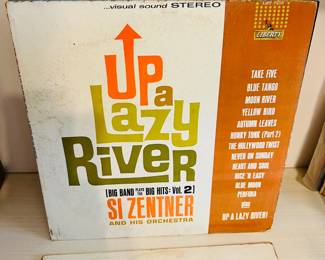 ...visual sound STEREO
LIBERTY
UP a
LAZY
RIVER
[BIG BAND PLAYS THE BIG HITS: Vol. 2]
SI ZENTNER
AND HIS ORCHESTRA
TAKE FIVE
BLUE TANGO
MOON RIVER
YELLOW BIRD
AUTUMN LEAVES
HONKY TONK (Part 2)
THE HOLLYWOOD TWIST
NEVER ON SUNDAY
HEART AND SOUL
NICE 'N EASY
BLUE MOON
PERFIDIA
and
UP A LAZY RIVER!